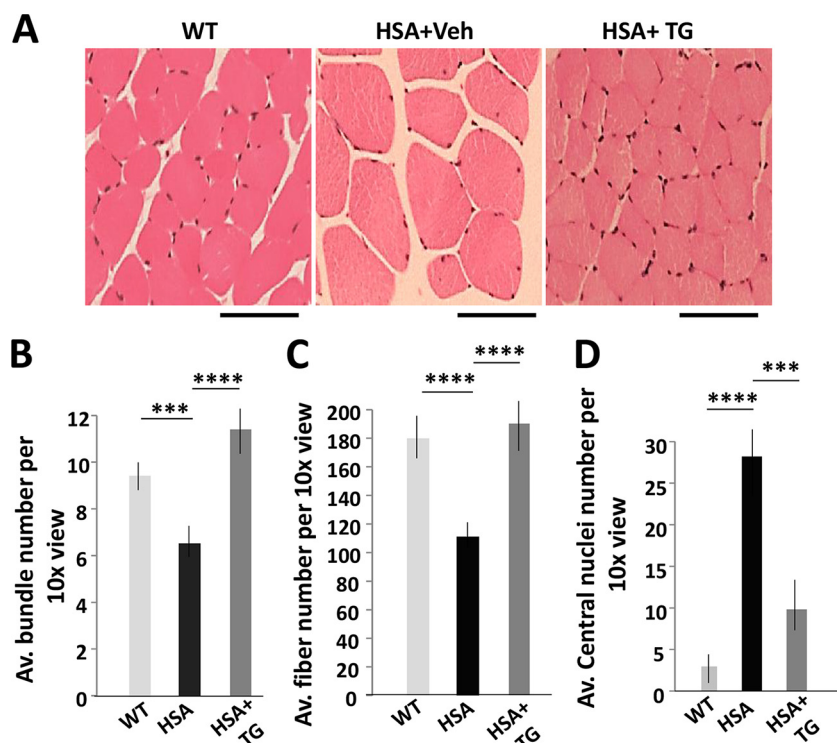 A
WT
HSA+Veh
HSA+ TG
B
Av. bundle number per
10x view
12
10
8
6
4
2
0
***
****
WT
HSA
HSA+
TG
C
Av. fiber number per 10x view
200
180
160
140
120
100
80
60
40
20
0
****
****
WT
HSA
HSA+
TG
D
Av. Central nuclei number per
10x view
30
25
15
10
5
0
****
***
WT
HSA
HSA+
TG